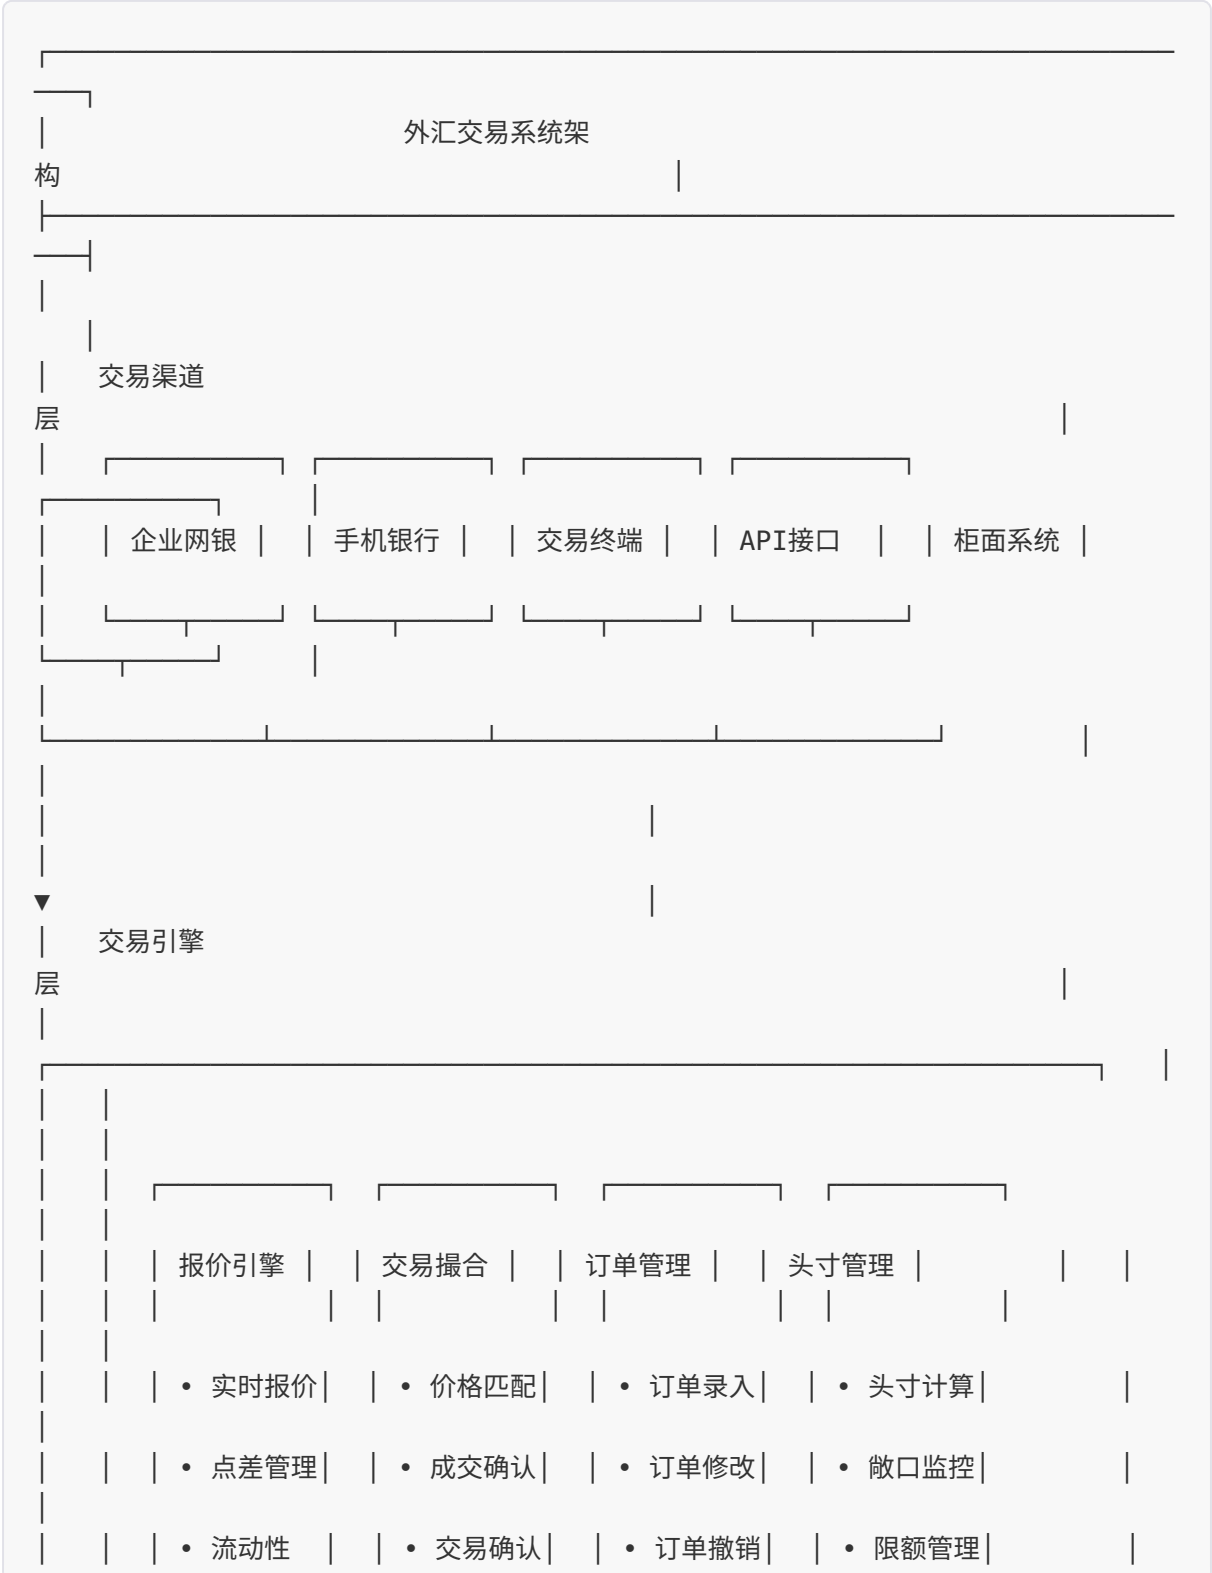 外汇交易系统架
构
交易渠道
层
企业网银 手机银行 交易终端 API接口 柜面系统
▼
交易引擎
层
报价引擎 交易撮合 订单管理 头寸管理
• 实时报价 • 价格匹配 • 订单录入 • 头寸计算
• 点差管理 • 成交确认 • 订单修改 • 敞口监控
• 流动性 • 交易确认 • 订单撤销 • 限额管理